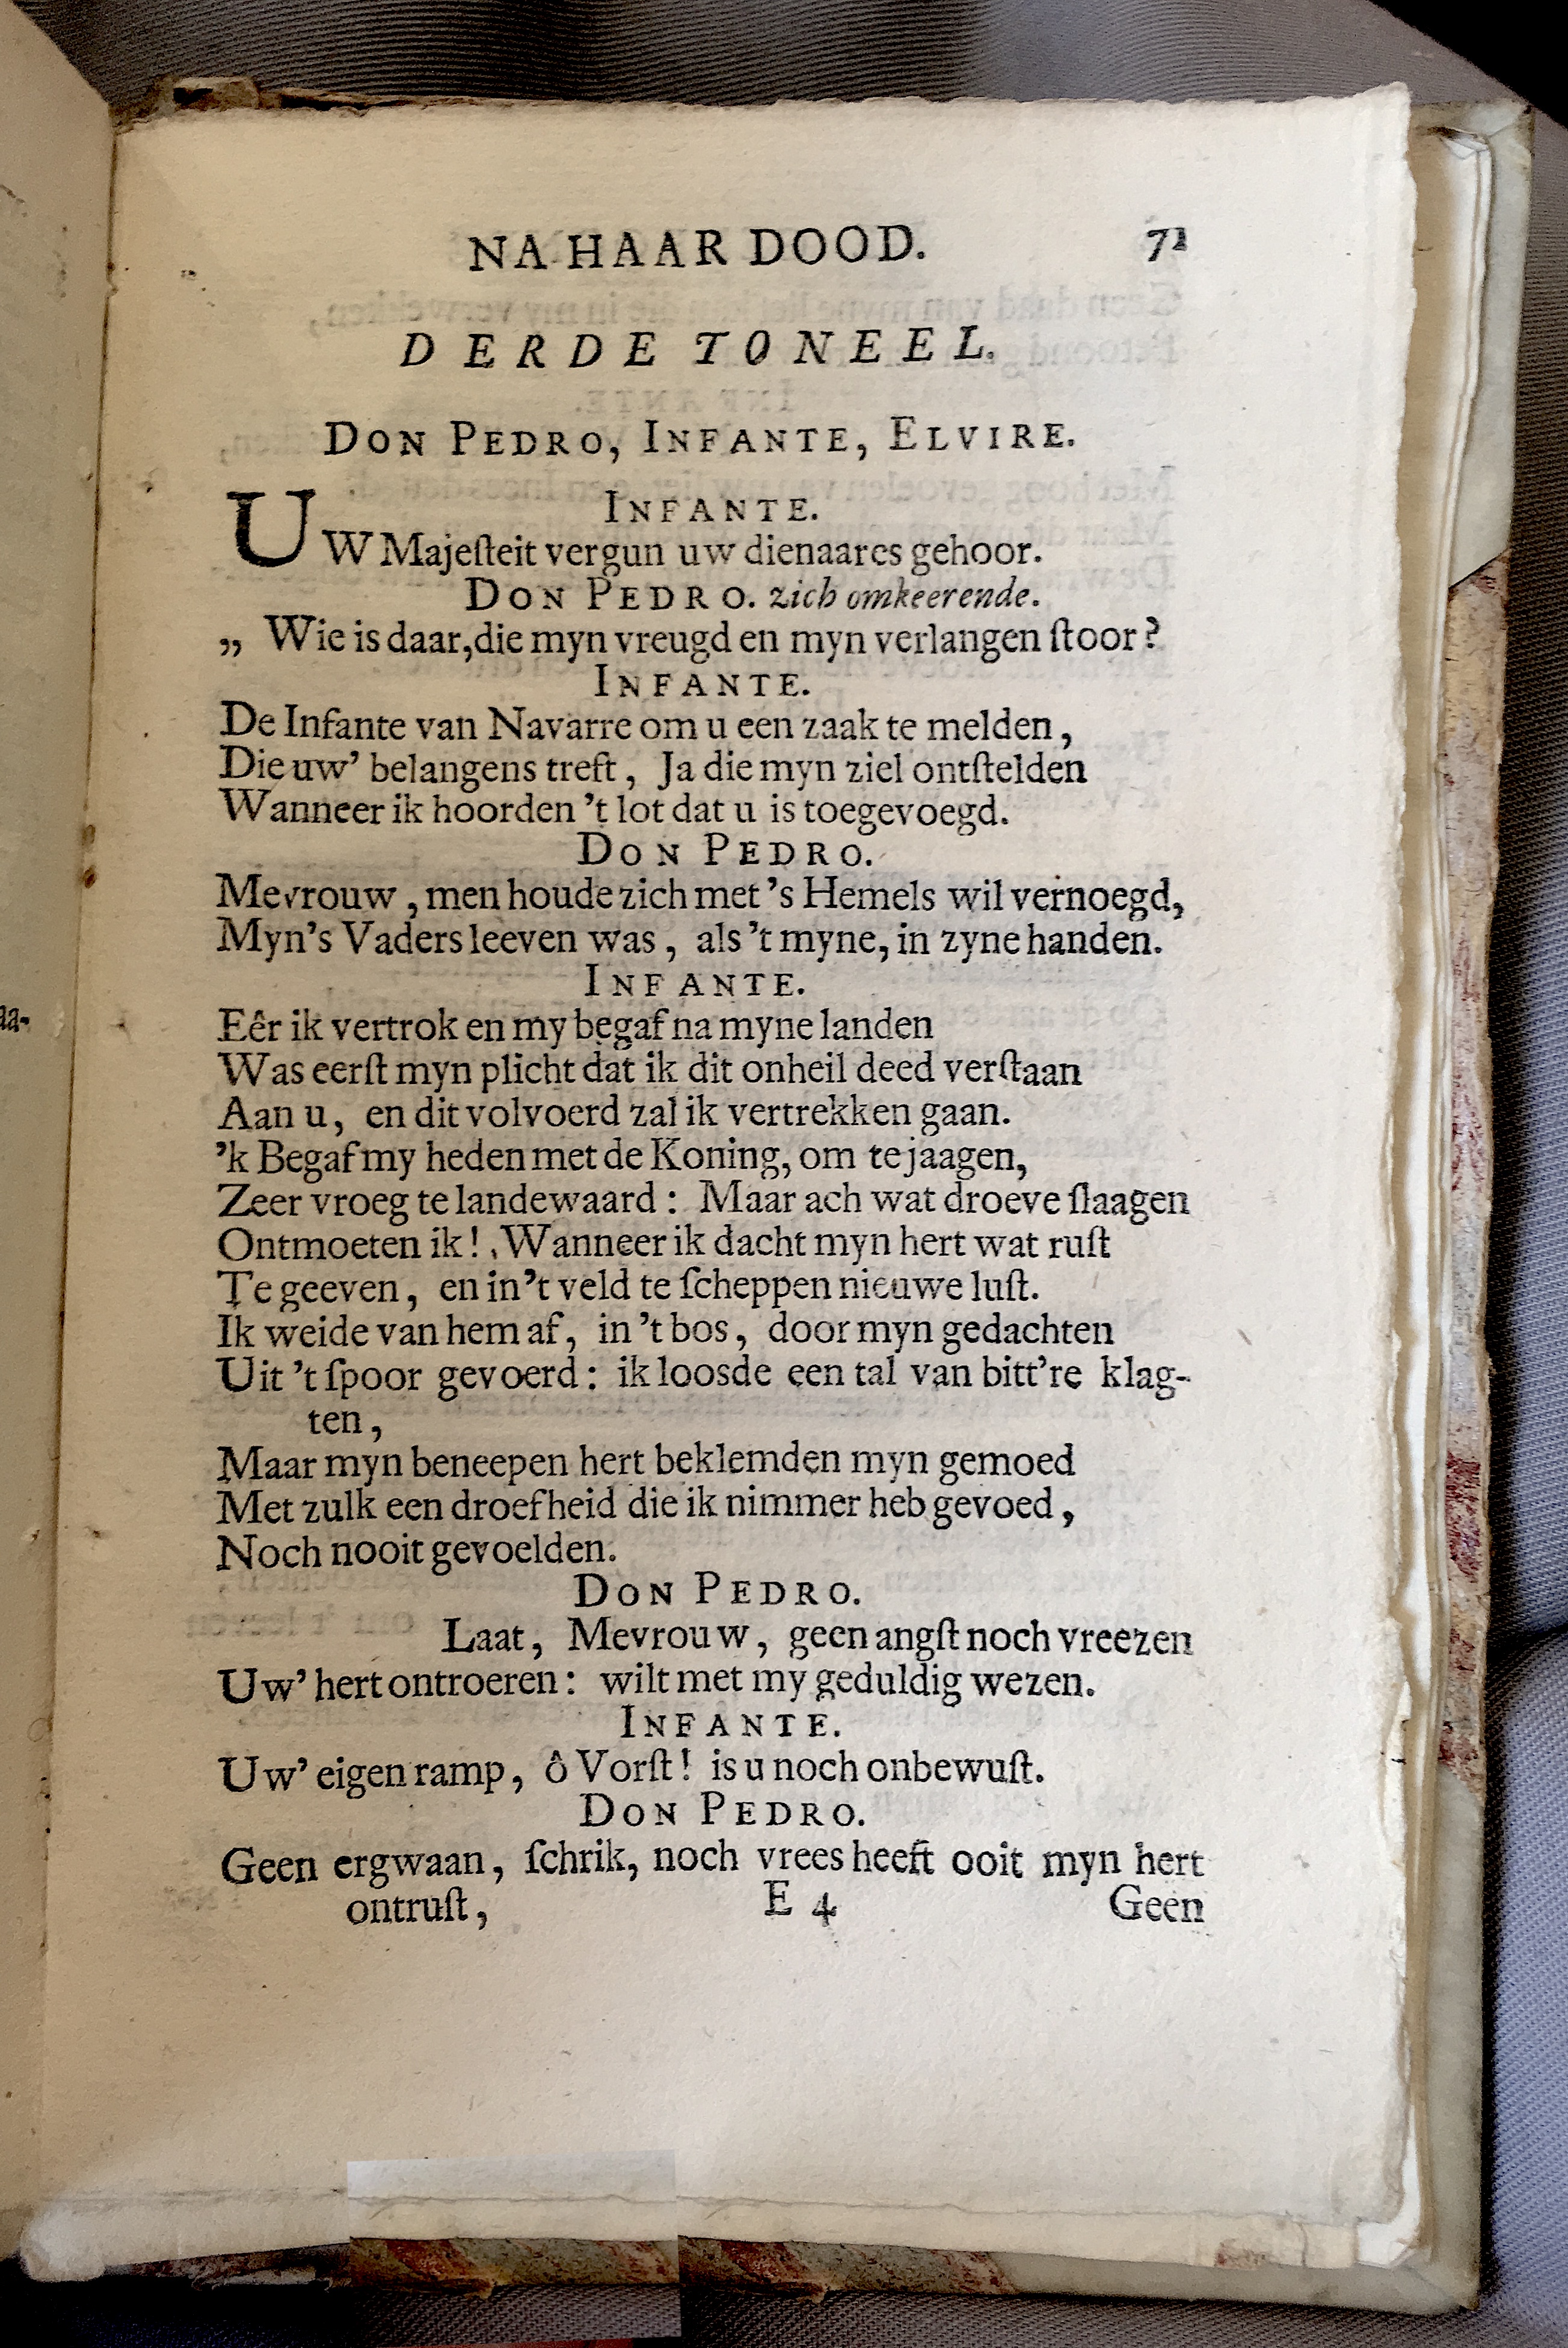 NA HAAR DOOD. 71
DERDE TONEEL.
DON PEDRO, INFANTE, ELVIRE.
INFANTE.
UW Majeſteit vergun uw dienaares gehoor.
DON PEDRO. zich omkeerende.
„ Wie is daar, die myn vreugd en myn verlangen ſtoor?
INFANTE.
De Infante van Navarre om u een zaak te melden,
Die uw’ belangens treft, Ja die myn ziel ontſtelden
Wanneer ik hoorden ’t lot dat u is toegevoegd.
DON PEDRO.
Mevrouw, men houde zich met ’s Hemels wil vernoegd,
Myn’s Vaders leeven was, als ’t myne, in zyne handen.
INFANTE.
Eêr ik vertrok en my begaf na myne landen
Was eerſt myn plicht dat ik dit onheil deed verſtaan
Aan u, en dit volvoerd zal ik vertrekken gaan.
’k Begaf my heden met de Koning, om te jaagen,
Zeer vroeg te landewaard: Maar ach wat droeve ſlaagen
Ontmoeten ik! Wanneer ik dacht myn hert wat ruſt
Te geeven, en in ’t veld te ſcheppen nieuwe luſt.
Ik weide van hem af, in ’t bos, door myn gedachten
Uit ’t ſpoor gevoerd: ik loosde een tal van bitt’re klag-
ten,
Maar myn beneepen hert beklemden myn gemoed
Met zulk een droefheid die ik nimmer heb gevoed,
Noch nooit gevoelden.
DON PEDRO.
Laat, Mevrouw, geen angſt noch vreezen
Uw’ hert ontroeren: wilt met my geduldig wezen.
INFANTE.
Uw’ eigen ramp, ô Vorſt! is u noch onbewuſt.
DON PEDRO.
Geen ergwaan, ſchrik, noch vrees heeft ooit myn hert
ontruſt, E 4 Geen